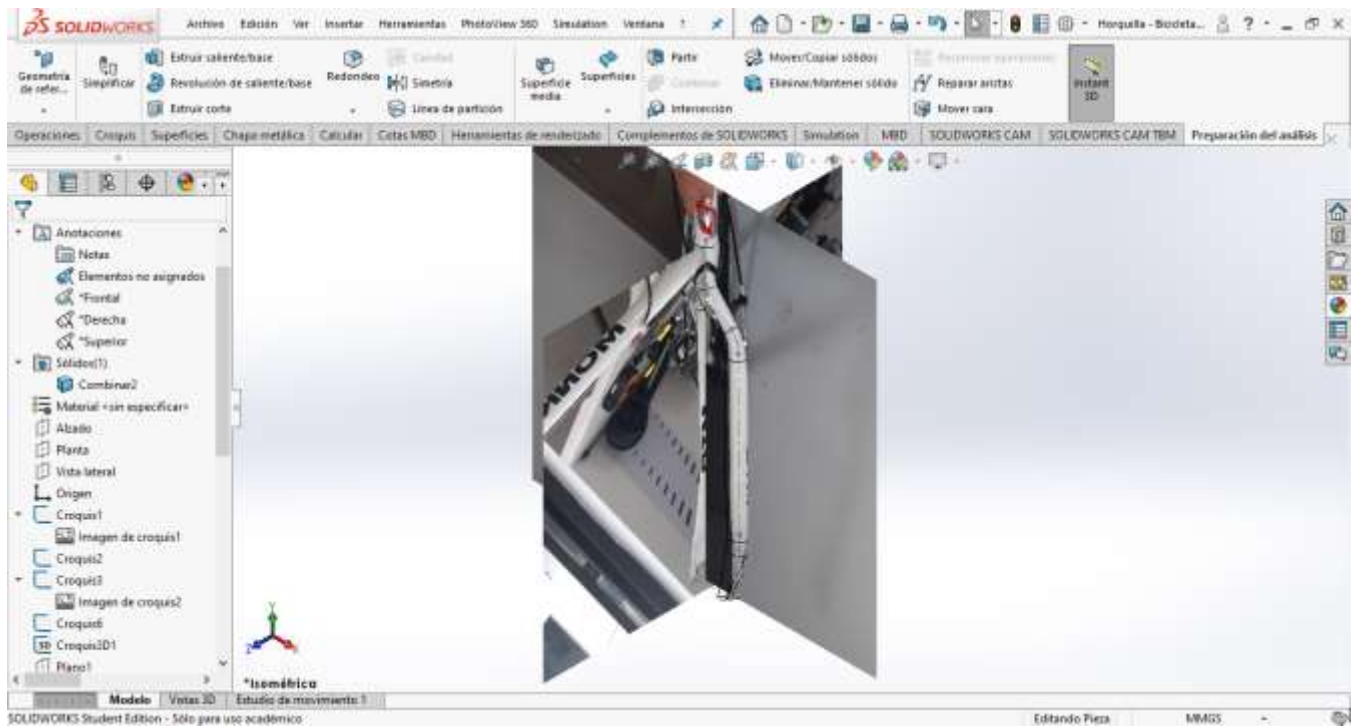 SOLIDWORKS Archivo Edición Ver Insertar Herramientas PhotoView 360 Simulation Ventana ? Horquilla - Bicicleta...
Geometría de refer...
Simplificar
Extruir saliente/base
Revolución de saliente/base
Extruir corte
Redondeo
Cavidad
Simetría
Línea de partición
Superficie media
Superficies
Partir
Combinar
Intersección
Mover/Copiar sólidos
Eliminar/Mantener sólido
Reparar aristas
Mover cara
Instant 3D
Operaciones Croquis Superficies Chapa metálica Calcular Cotas MBD Herramientas de renderizado Complementos de SOLIDWORKS Simulation MBD SOLIDWORKS CAM SOLIDWORKS CAM TBM Preparación del análisis
Anotaciones
Notas
Elementos no asignados
*Frontal
*Derecha
*Superior
Sólidos(1)
Combinar2
Material <sin especificar>
Alzado
Planta
Vista lateral
Origen
Croquis1
Imagen de croquis1
Croquis2
Croquis3
Imagen de croquis2
Croquis6
3D Croquis3D1
Plano1
Y
Z
X
*Isométrica
Modelo Vistas 3D Estudio de movimiento 1
SOLIDWORKS Student Edition - Sólo para uso académico Editando Pieza MMGS